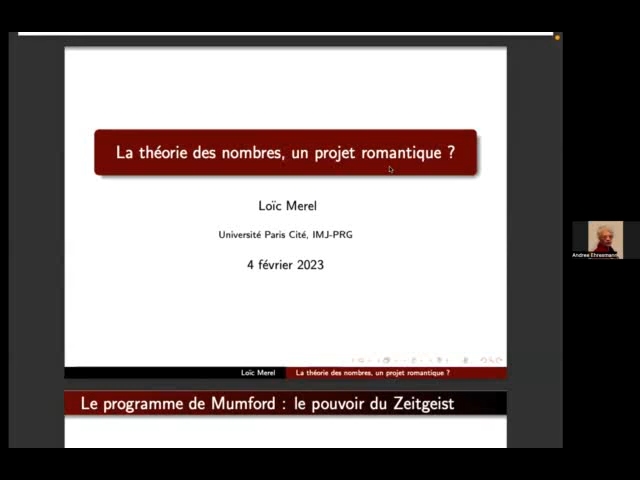 La théorie des nombres, un projet romantique ?
Loïc Merel
Université Paris Cité, IMJ-PRG
4 février 2023
Andree Ehresmann
Loïc Merel
La théorie des nombres, un projet romantique ?
Le programme de Mumford : le pouvoir du Zeitgeist